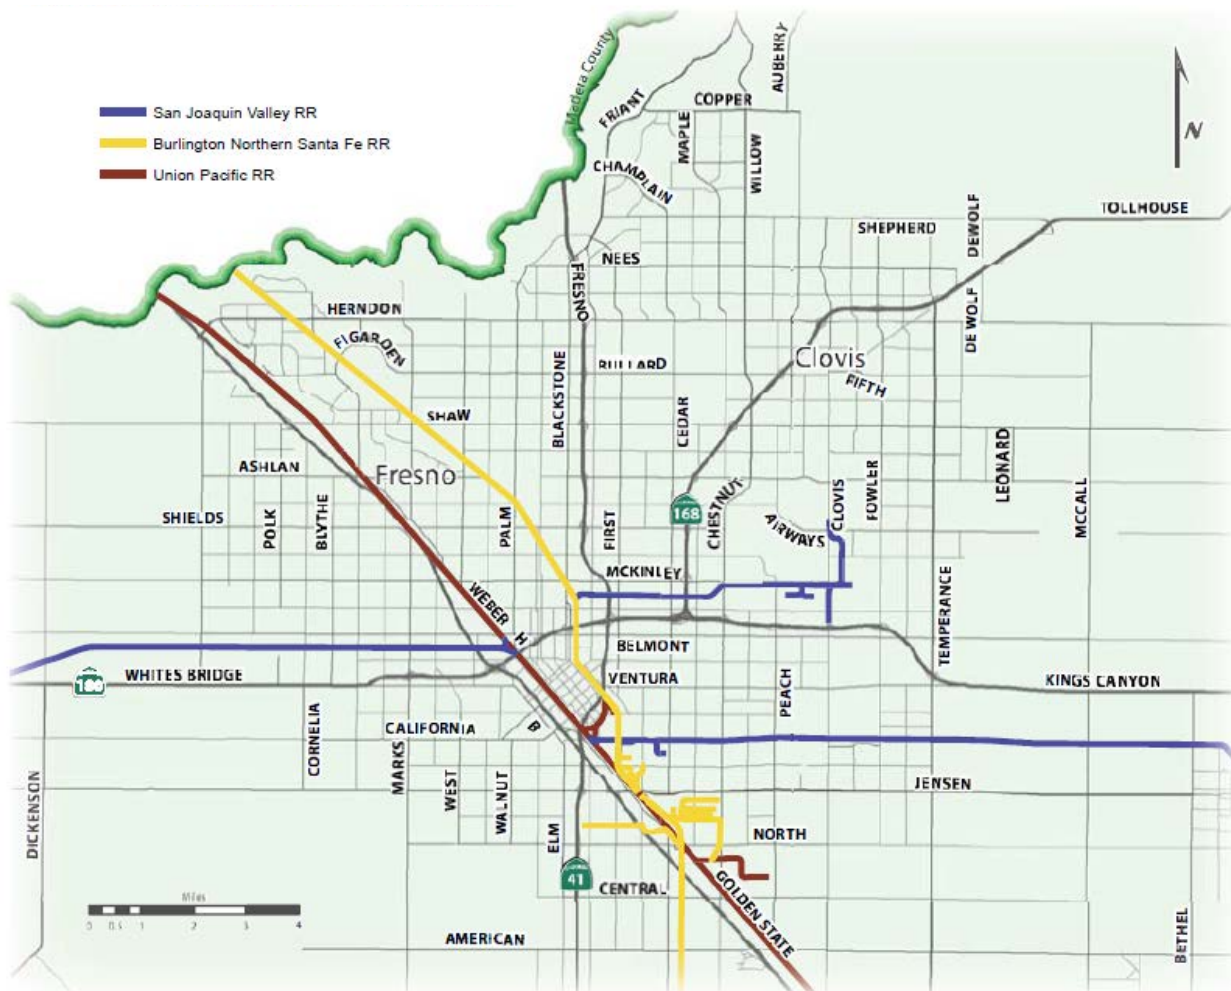 Madera County
FRIANT
COPPER
AUBERRY
San Joaquin Valley RR
Burlington Northern Santa Fe RR
Union Pacific RR
MAPLE
WILLOW
N
CHAMPLAIN
TOLLHOUSE
SHEPHERD
DEWOLF
NEES
FRESNO
HERNDON
DE WOLF
FIGARDEN
BULLARD
Clovis
FIFTH
BLACKSTONE
SHAW
CEDAR
ASHLAN
Fresno
LEONARD
SHIELDS
POLK
BLYTHE
PALM
FIRST
168
CHESTNUT
AIRWAYS
CLOVIS
FOWLER
MCCALL
MCKINLEY
WEBER
H
TEMPERANCE
BELMONT
WHITES BRIDGE
180
VENTURA
PEACH
KINGS CANYON
CALIFORNIA
B
CORNELIA
MARKS
WEST
WALNUT
JENSEN
DICKENSON
ELM
NORTH
41
CENTRAL
GOLDEN STATE
Miles
0 0.5 1 2 3 4
AMERICAN
BETHEL